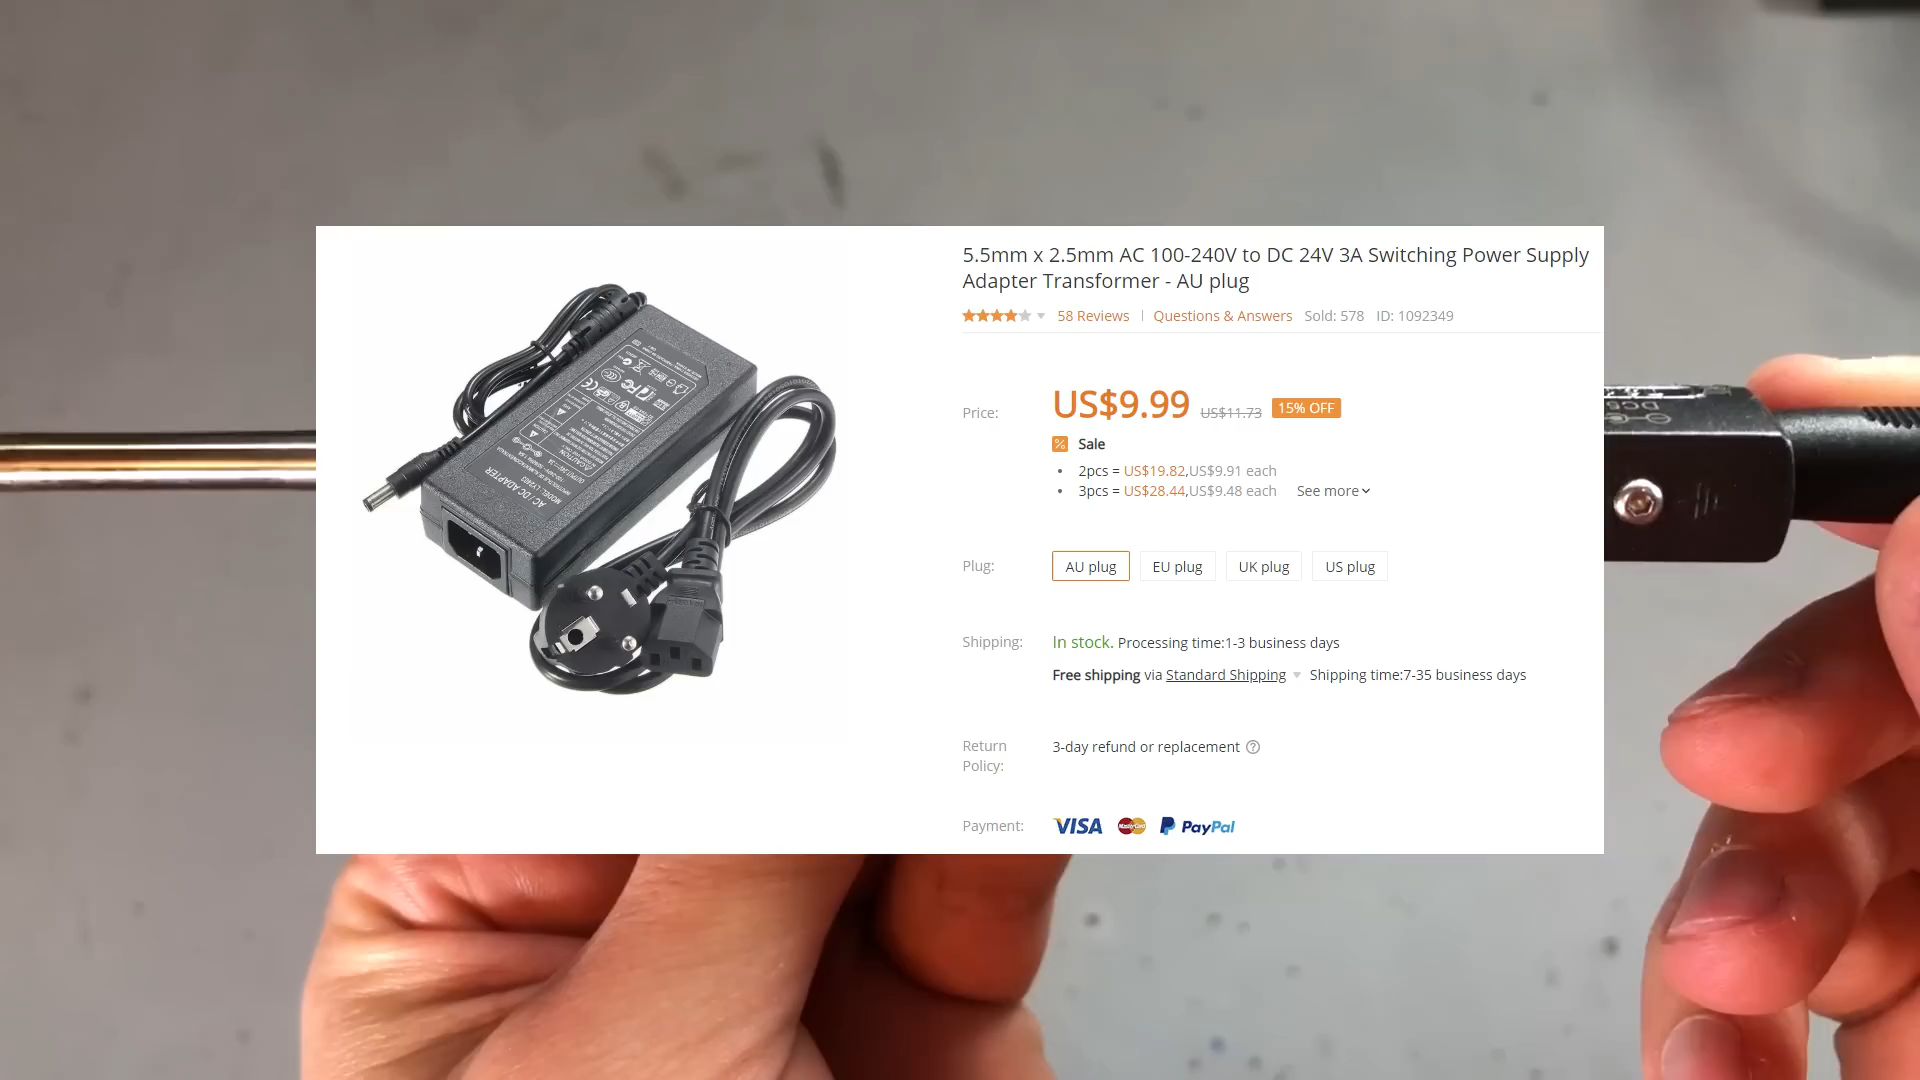 5.5mm x 2.5mm AC 100-240V to DC 24V 3A Switching Power Supply
Adapter Transformer - AU plug
58 Reviews | Questions & Answers Sold: 578 ID: 1092349
Price: US$9.99 US$11.73 15% OFF
% Sale
• 2pcs = US$19.82,US$9.91 each
• 3pcs = US$28.44,US$9.48 each See more
Plug: AU plug EU plug UK plug US plug
Shipping: In stock. Processing time:1-3 business days
Free shipping via Standard Shipping Shipping time:7-35 business days
Return
Policy:
3-day refund or replacement ?
Payment: VISA MasterCard PayPal
AC/DC ADAPTER